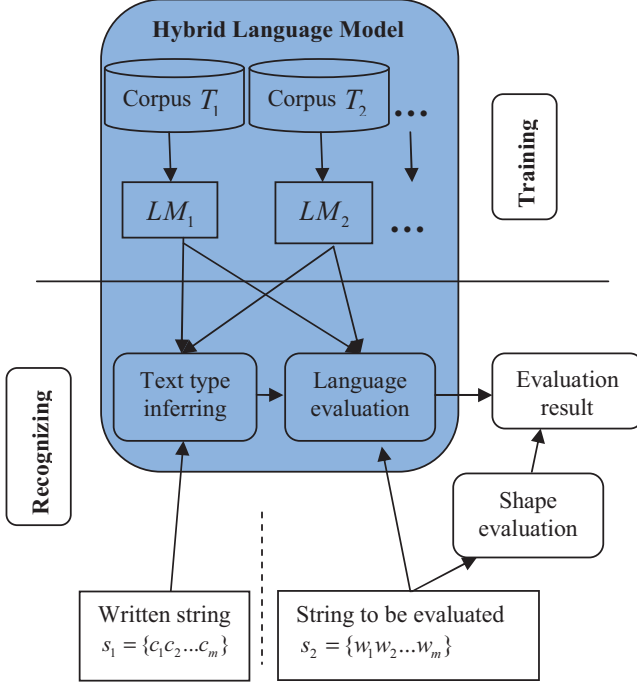 Hybrid Language Model
Corpus T₁
Corpus T₂
...
Training
LM₁
LM₂
...
Recognizing
Text type
inferring
Language
evaluation
Evaluation
result
Shape
evaluation
Written string
s₁ = {c₁c₂...cₘ}
String to be evaluated
s₂ = {w₁w₂...wₘ}